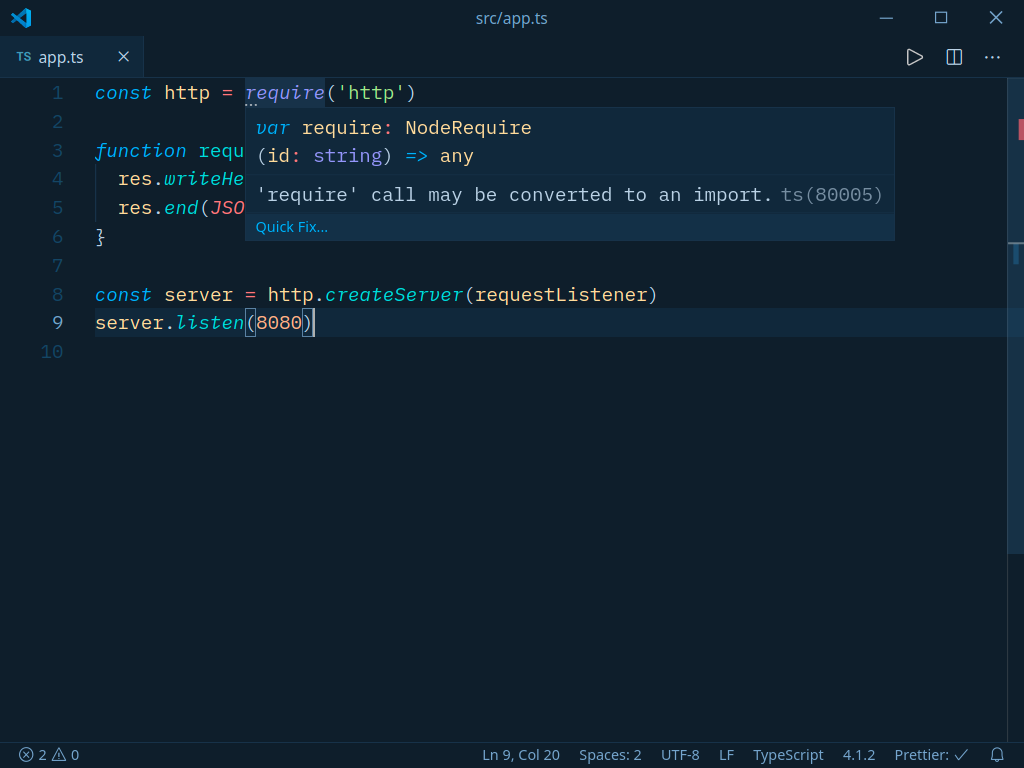 src/app.ts
TS app.ts
1 const http = require('http')
var require: NodeRequire
(id: string) => any
'require' call may be converted to an import. ts(80005)
Quick Fix...
2
3 function requ
4 res.writeHe
5 res.end(JSO
6 }
7
8 const server = http.createServer(requestListener)
9 server.listen(8080)
10
2 0 Ln 9, Col 20 Spaces: 2 UTF-8 LF TypeScript 4.1.2 Prettier: ✓